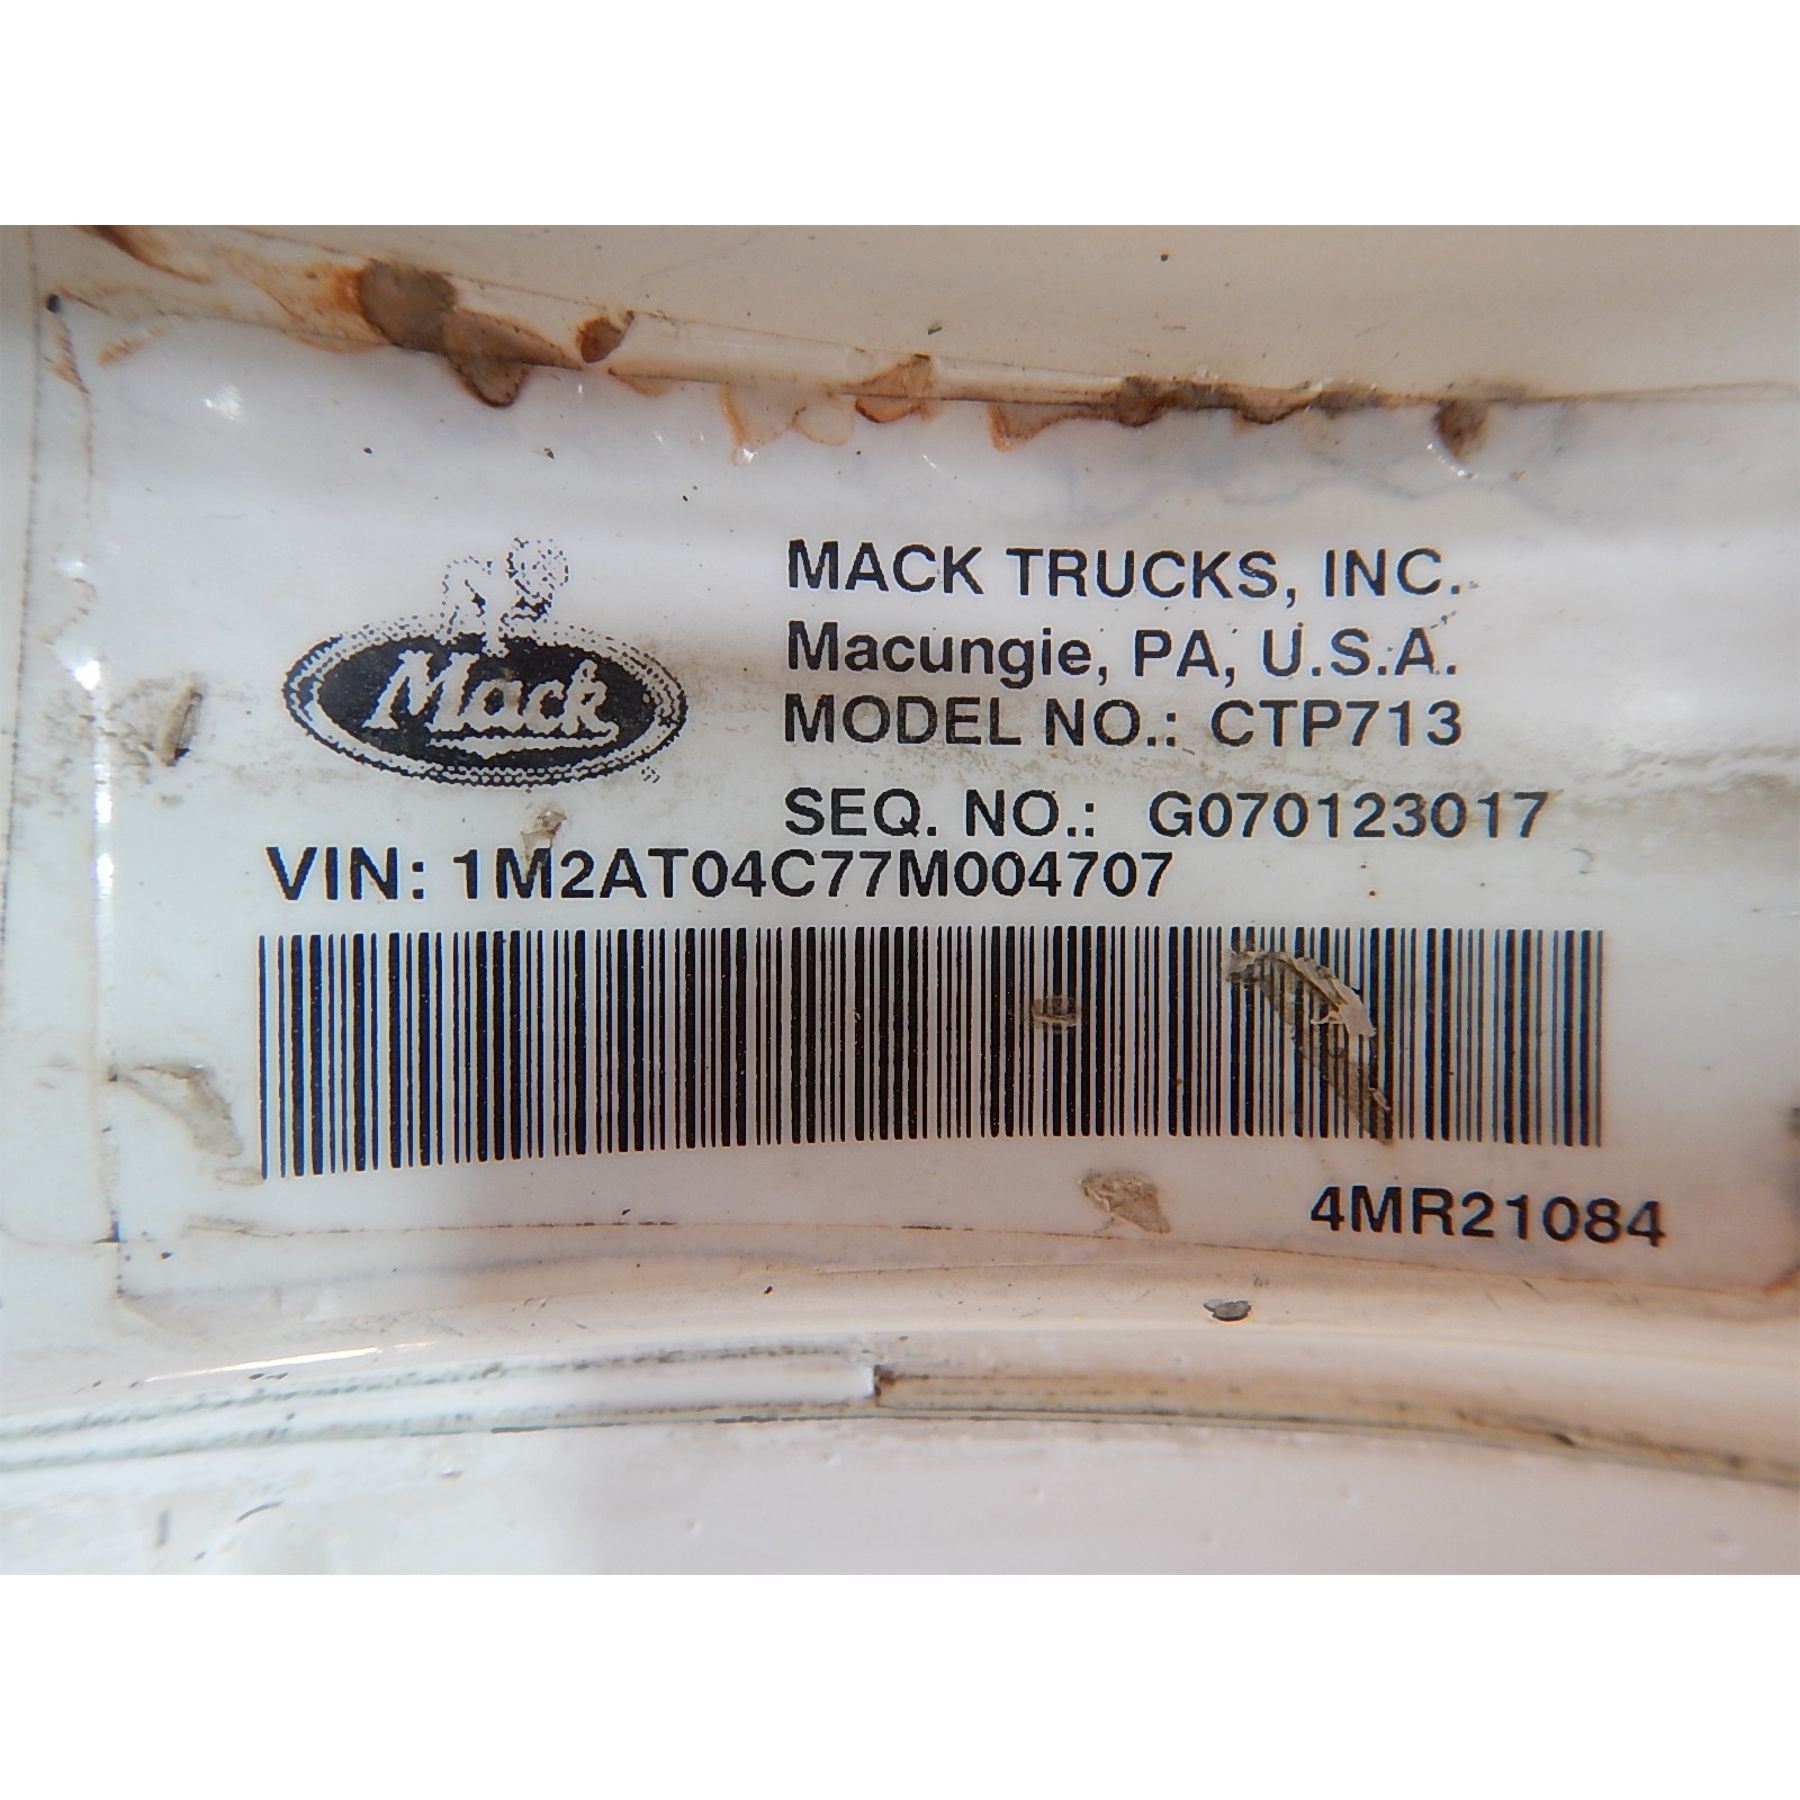 Mack
MACK TRUCKS, INC.
Macungie, PA, U.S.A.
MODEL NO.: CTP713
SEQ. NO.: G070123017
VIN: 1M2AT04C77M004707
4MR21084